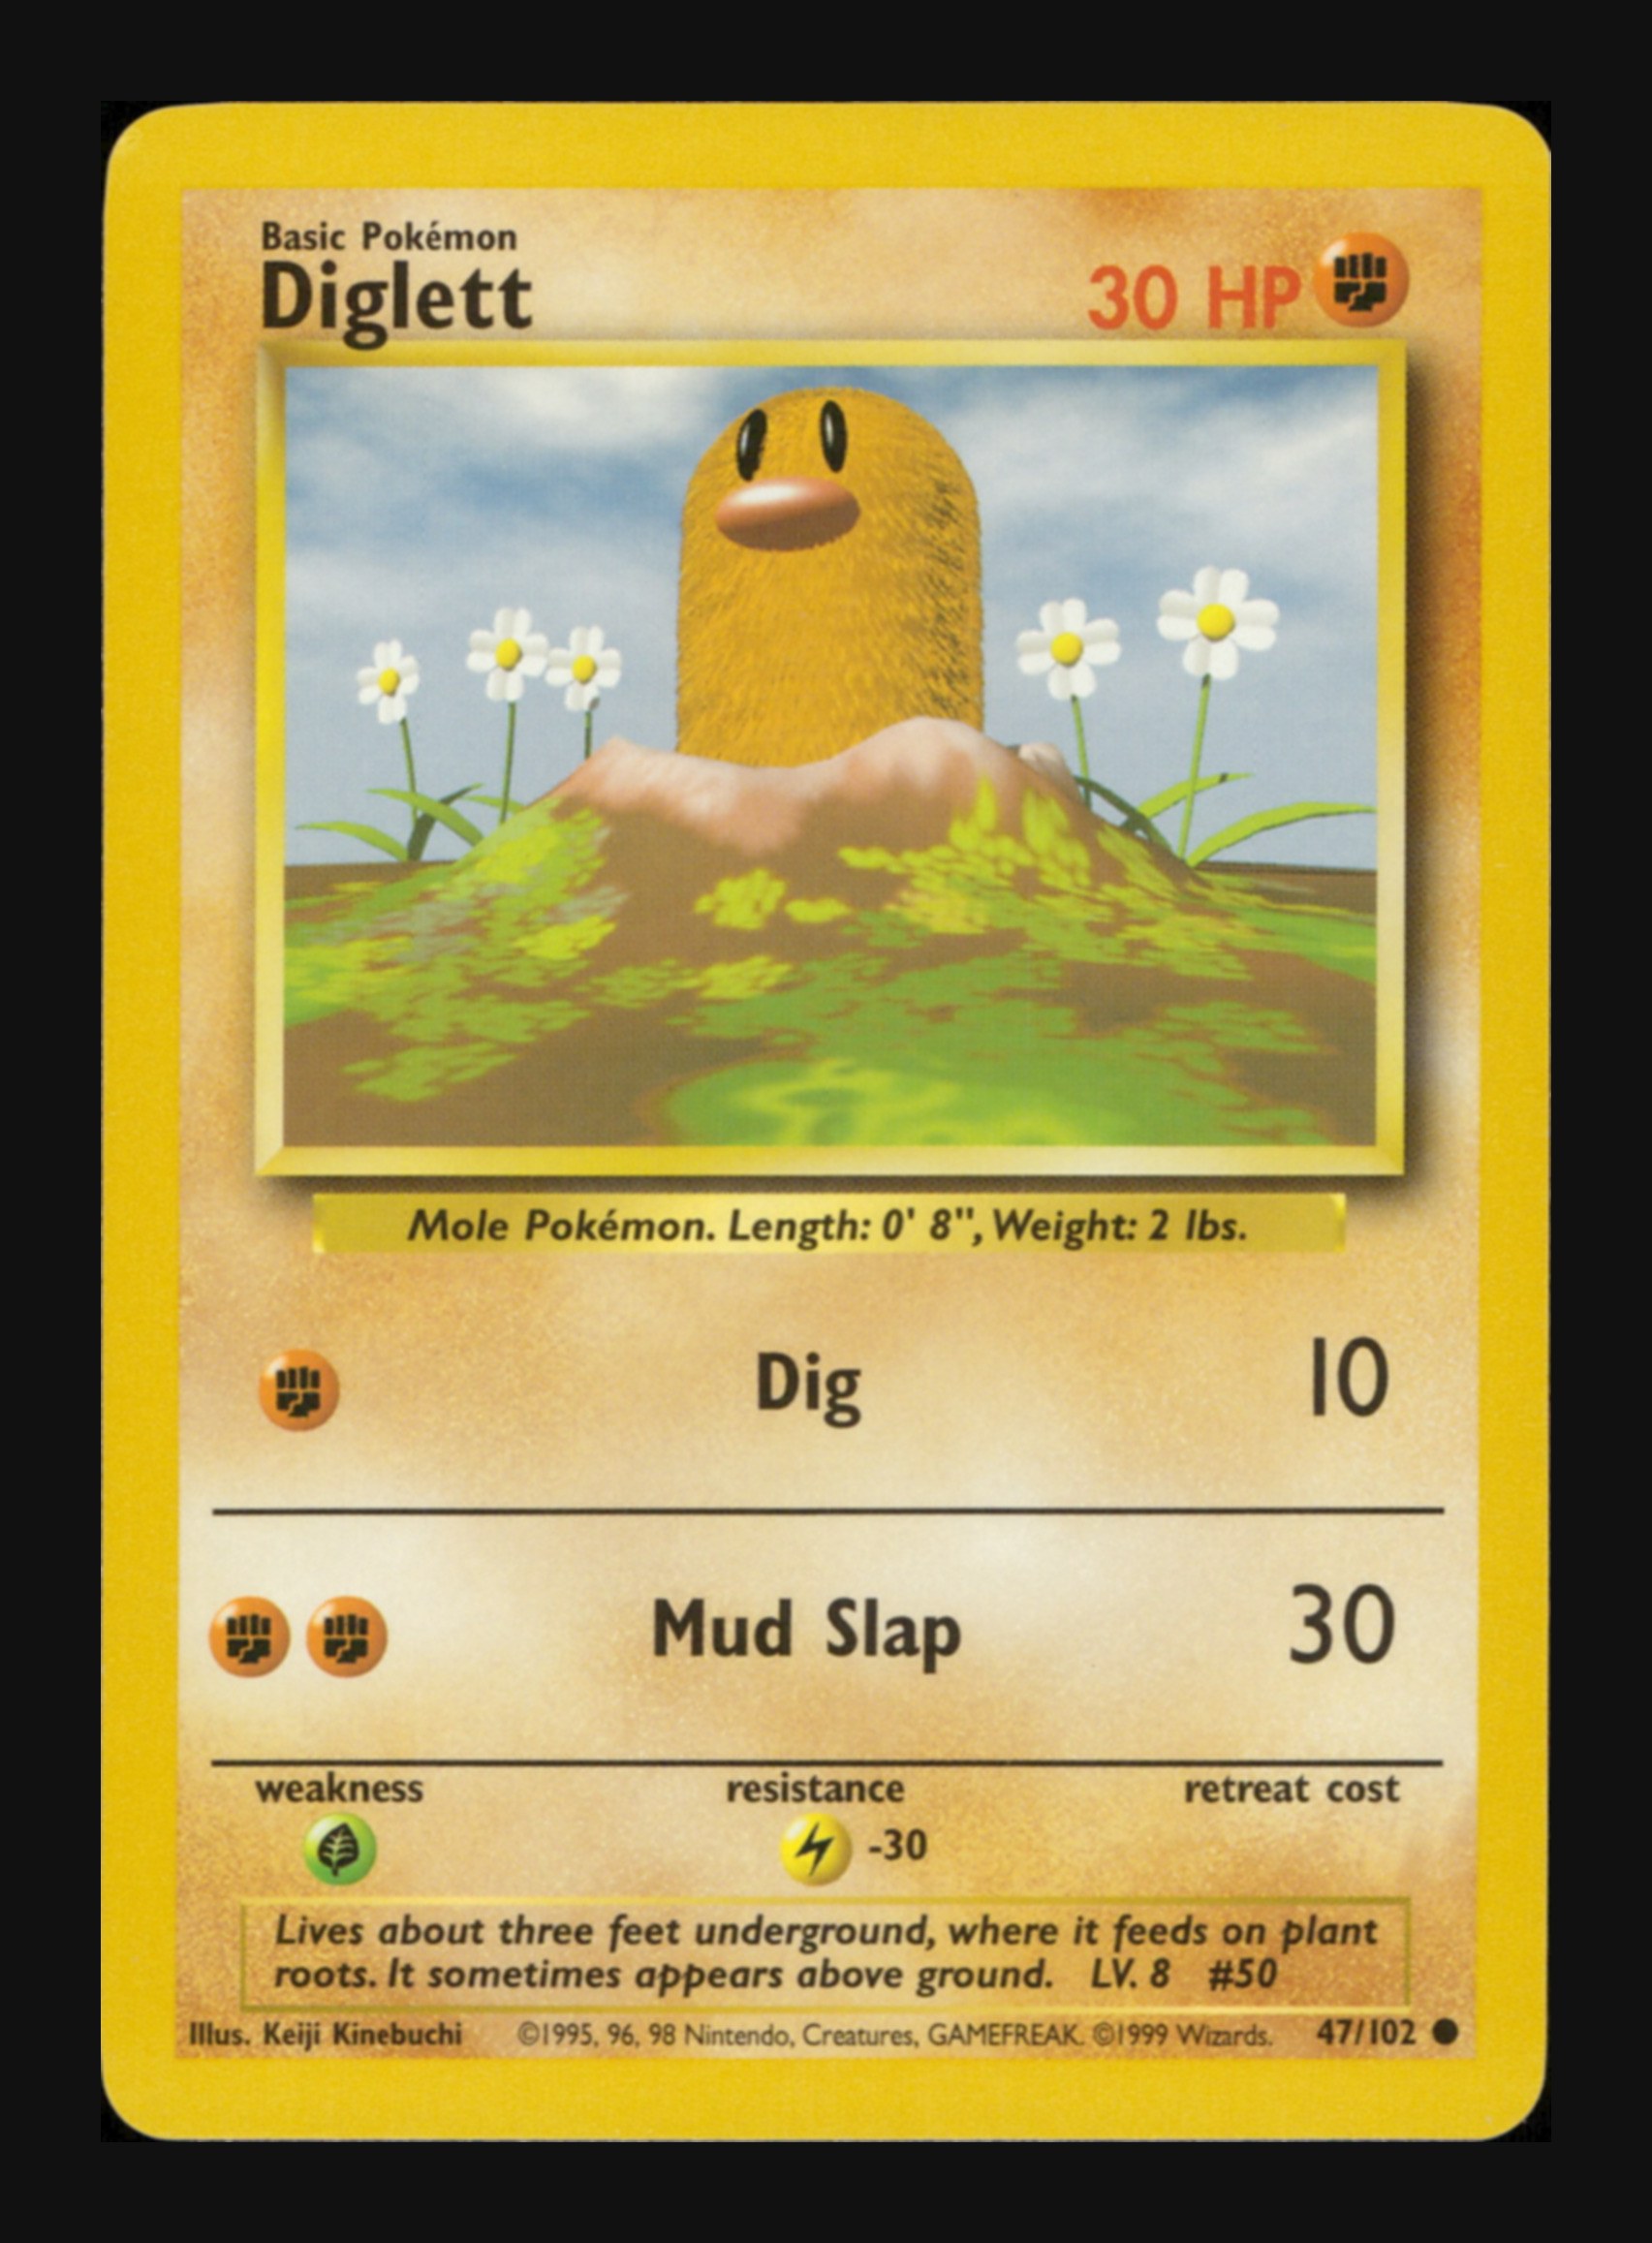 Basic Pokémon
Diglett
30 HP
Mole Pokémon. Length: 0' 8", Weight: 2 lbs.
Dig 10
Mud Slap 30
weakness resistance retreat cost
-30
Lives about three feet underground, where it feeds on plant
roots. It sometimes appears above ground. LV. 8 #50
Illus. Keiji Kinebuchi ©1995, 96, 98 Nintendo, Creatures, GAMEFREAK. ©1999 Wizards. 47/102